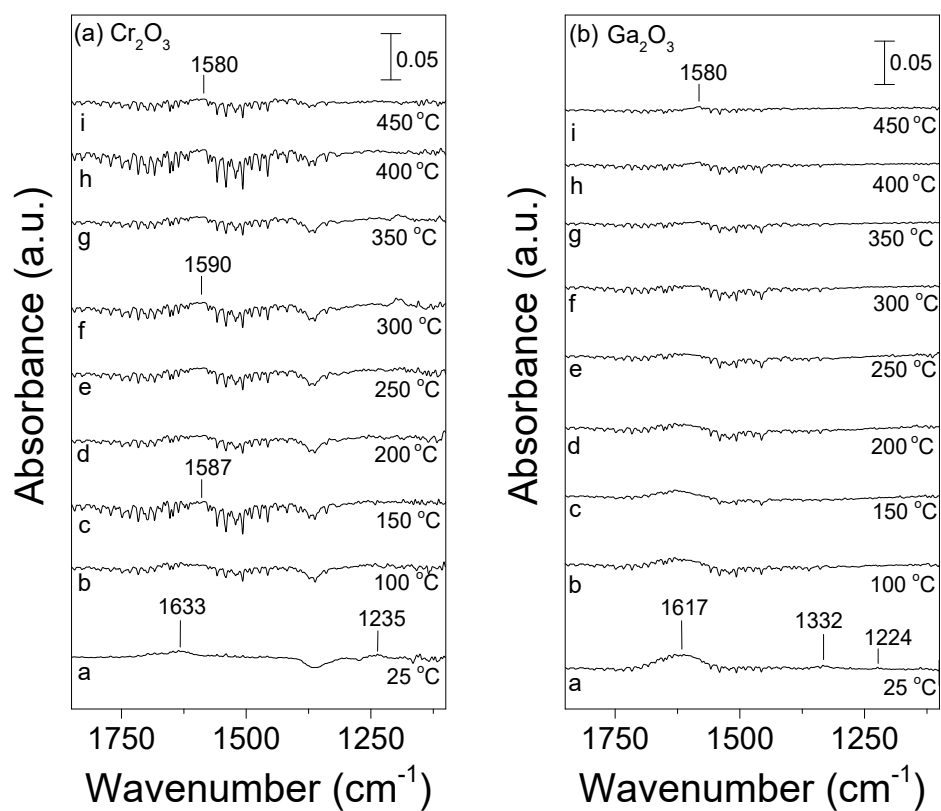 (a) Cr₂O₃
0.05
1580
i
450 °C
h
400 °C
g
350 °C
1590
f
300 °C
e
250 °C
d
200 °C
1587
c
150 °C
b
100 °C
1633
1235
a
25 °C
1750
1500
1250
Wavenumber (cm⁻¹)
Absorbance (a.u.)
(b) Ga₂O₃
0.05
1580
i
450 °C
h
400 °C
g
350 °C
f
300 °C
e
250 °C
d
200 °C
c
150 °C
b
100 °C
1617
1332
1224
a
25 °C
1750
1500
1250
Wavenumber (cm⁻¹)
Absorbance (a.u.)